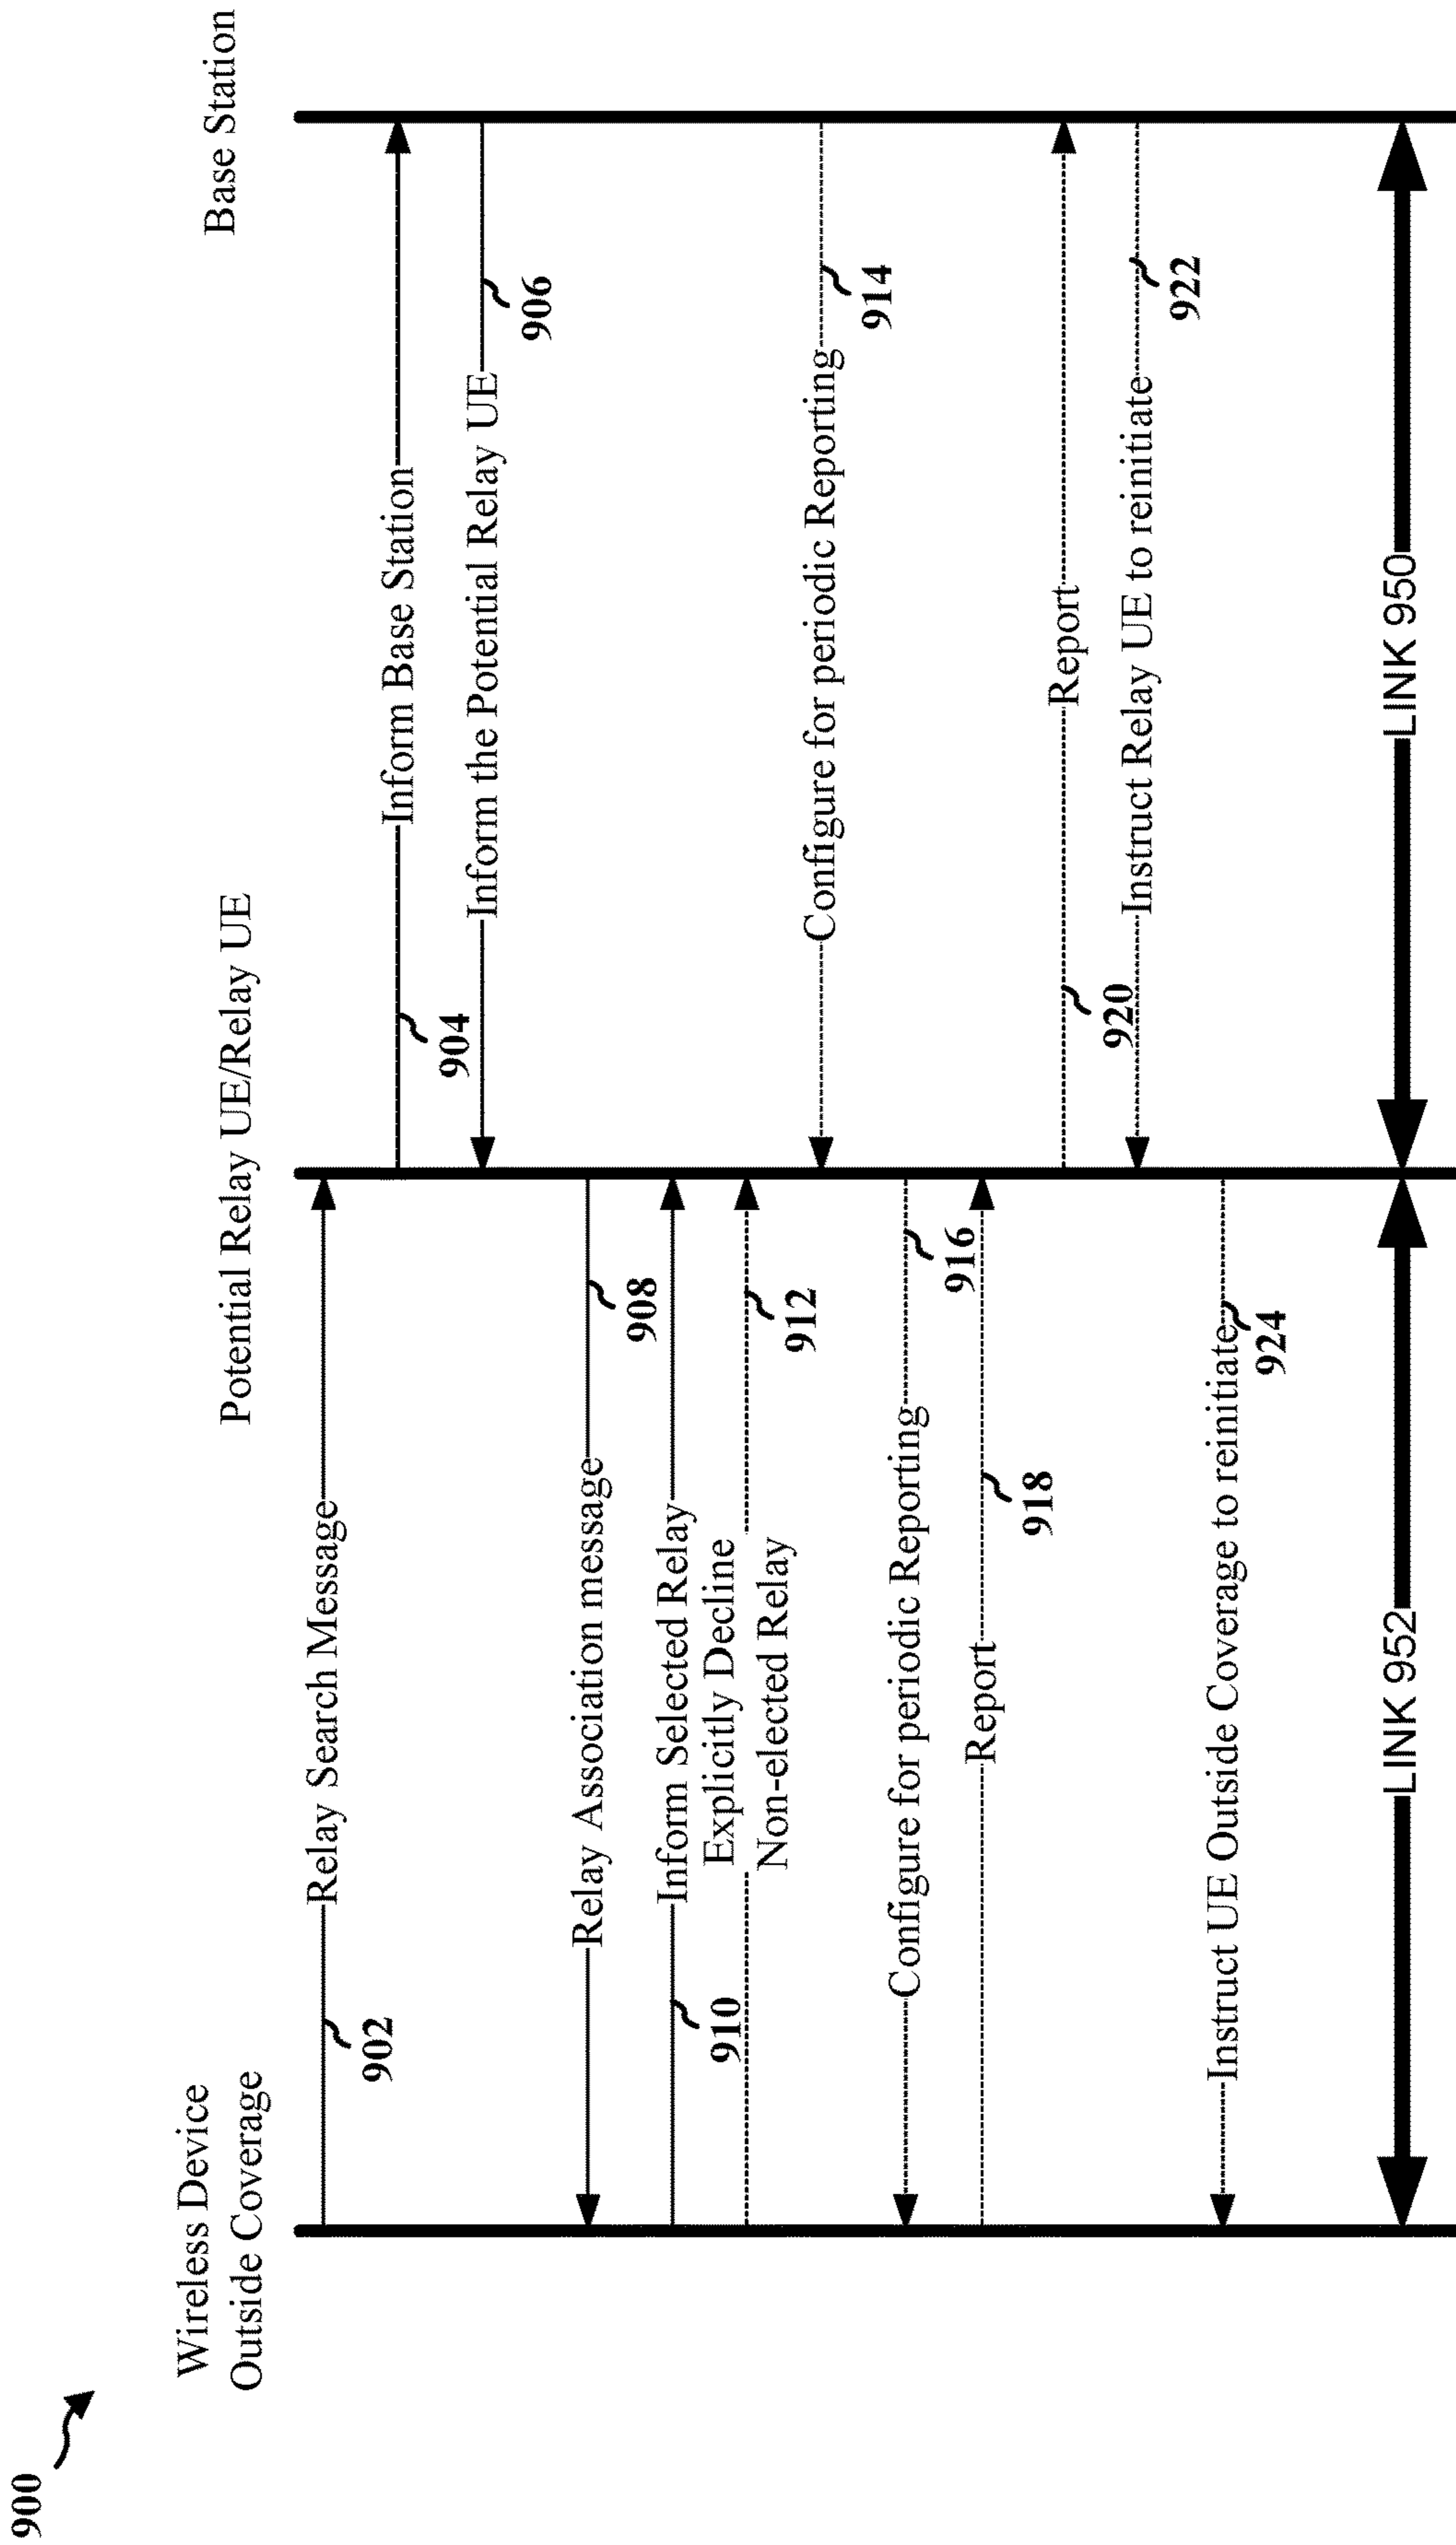 900
Wireless Device
Outside Coverage
Potential Relay UE/Relay UE
Base Station
Relay Search Message
902
Inform Base Station
904
Inform the Potential Relay UE
906
Relay Association message
908
Inform Selected Relay
910
Explicitly Decline
Non-elected Relay
912
Configure for periodic Reporting
914
Configure for periodic Reporting
916
Report
918
Report
920
Instruct Relay UE to reinitiate
922
Instruct UE Outside Coverage to reinitiate
924
LINK 952
LINK 950